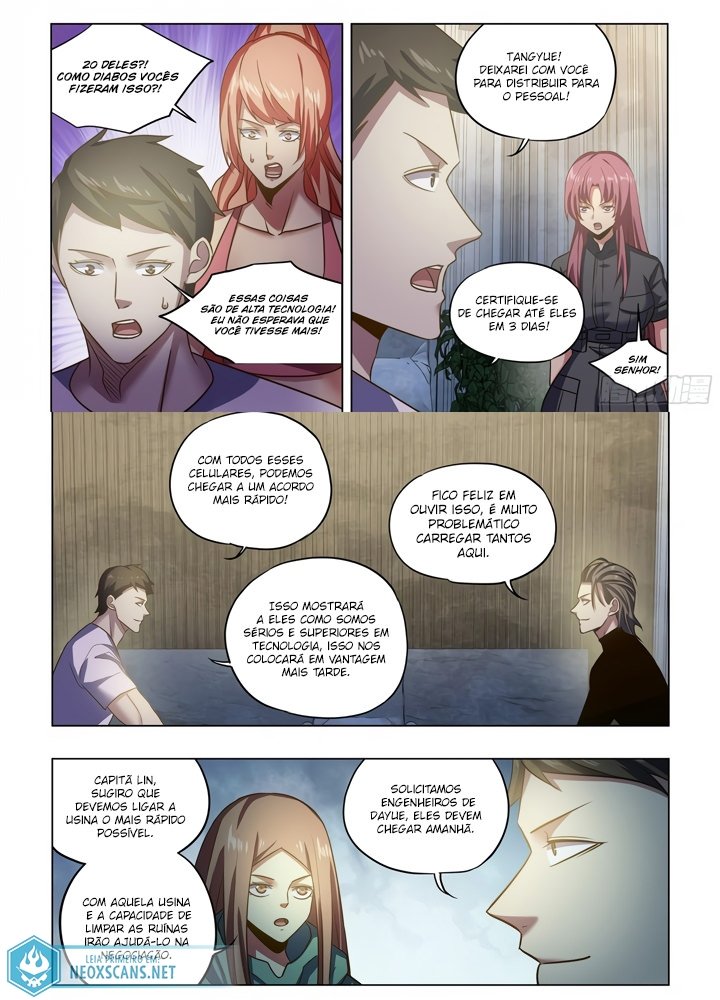 20 DELES?!
COMO DIABOS VOCÊS
FIZERAM ISSO?!
ESSAS COISAS
SÃO DE ALTA TECNOLOGIA!
EU NÃO ESPERAVA QUE
VOCÊ TIVESSE MAIS!
TANGYUE!
DEIXAREI COM VOCÊ
PARA DISTRIBUIR PARA
O PESSOAL!
CERTIFIQUE-SE
DE CHEGAR ATÉ ELES
EM 3 DIAS!
SIM
SENHOR!
COM TODOS ESSES
CELULARES, PODEMOS
CHEGAR A UM ACORDO
MAIS RÁPIDO!
FICO FELIZ EM
OUVIR ISSO, É MUITO
PROBLEMÁTICO
CARREGAR TANTOS
AQUI.
ISSO MOSTRARÁ
A ELES COMO SOMOS
SÉRIOS E SUPERIORES EM
TECNOLOGIA, ISSO NOS
COLOCARÁ EM VANTAGEM
MAIS TARDE.
CAPITÃ LIN,
SUGIRO QUE
DEVEMOS LIGAR A
USINA O MAIS RÁPIDO
POSSÍVEL.
SOLICITAMOS
ENGENHEIROS DE
DAYUE, ELES DEVEM
CHEGAR AMANHÃ.
COM AQUELA USINA
E A CAPACIDADE DE
LIMPAR AS RUÍNAS
IRÃO AJUDÁ-LO NA
NEGOCIAÇÃO.
LEIA PRIMEIRO EM:
NEOXSCANS.NET